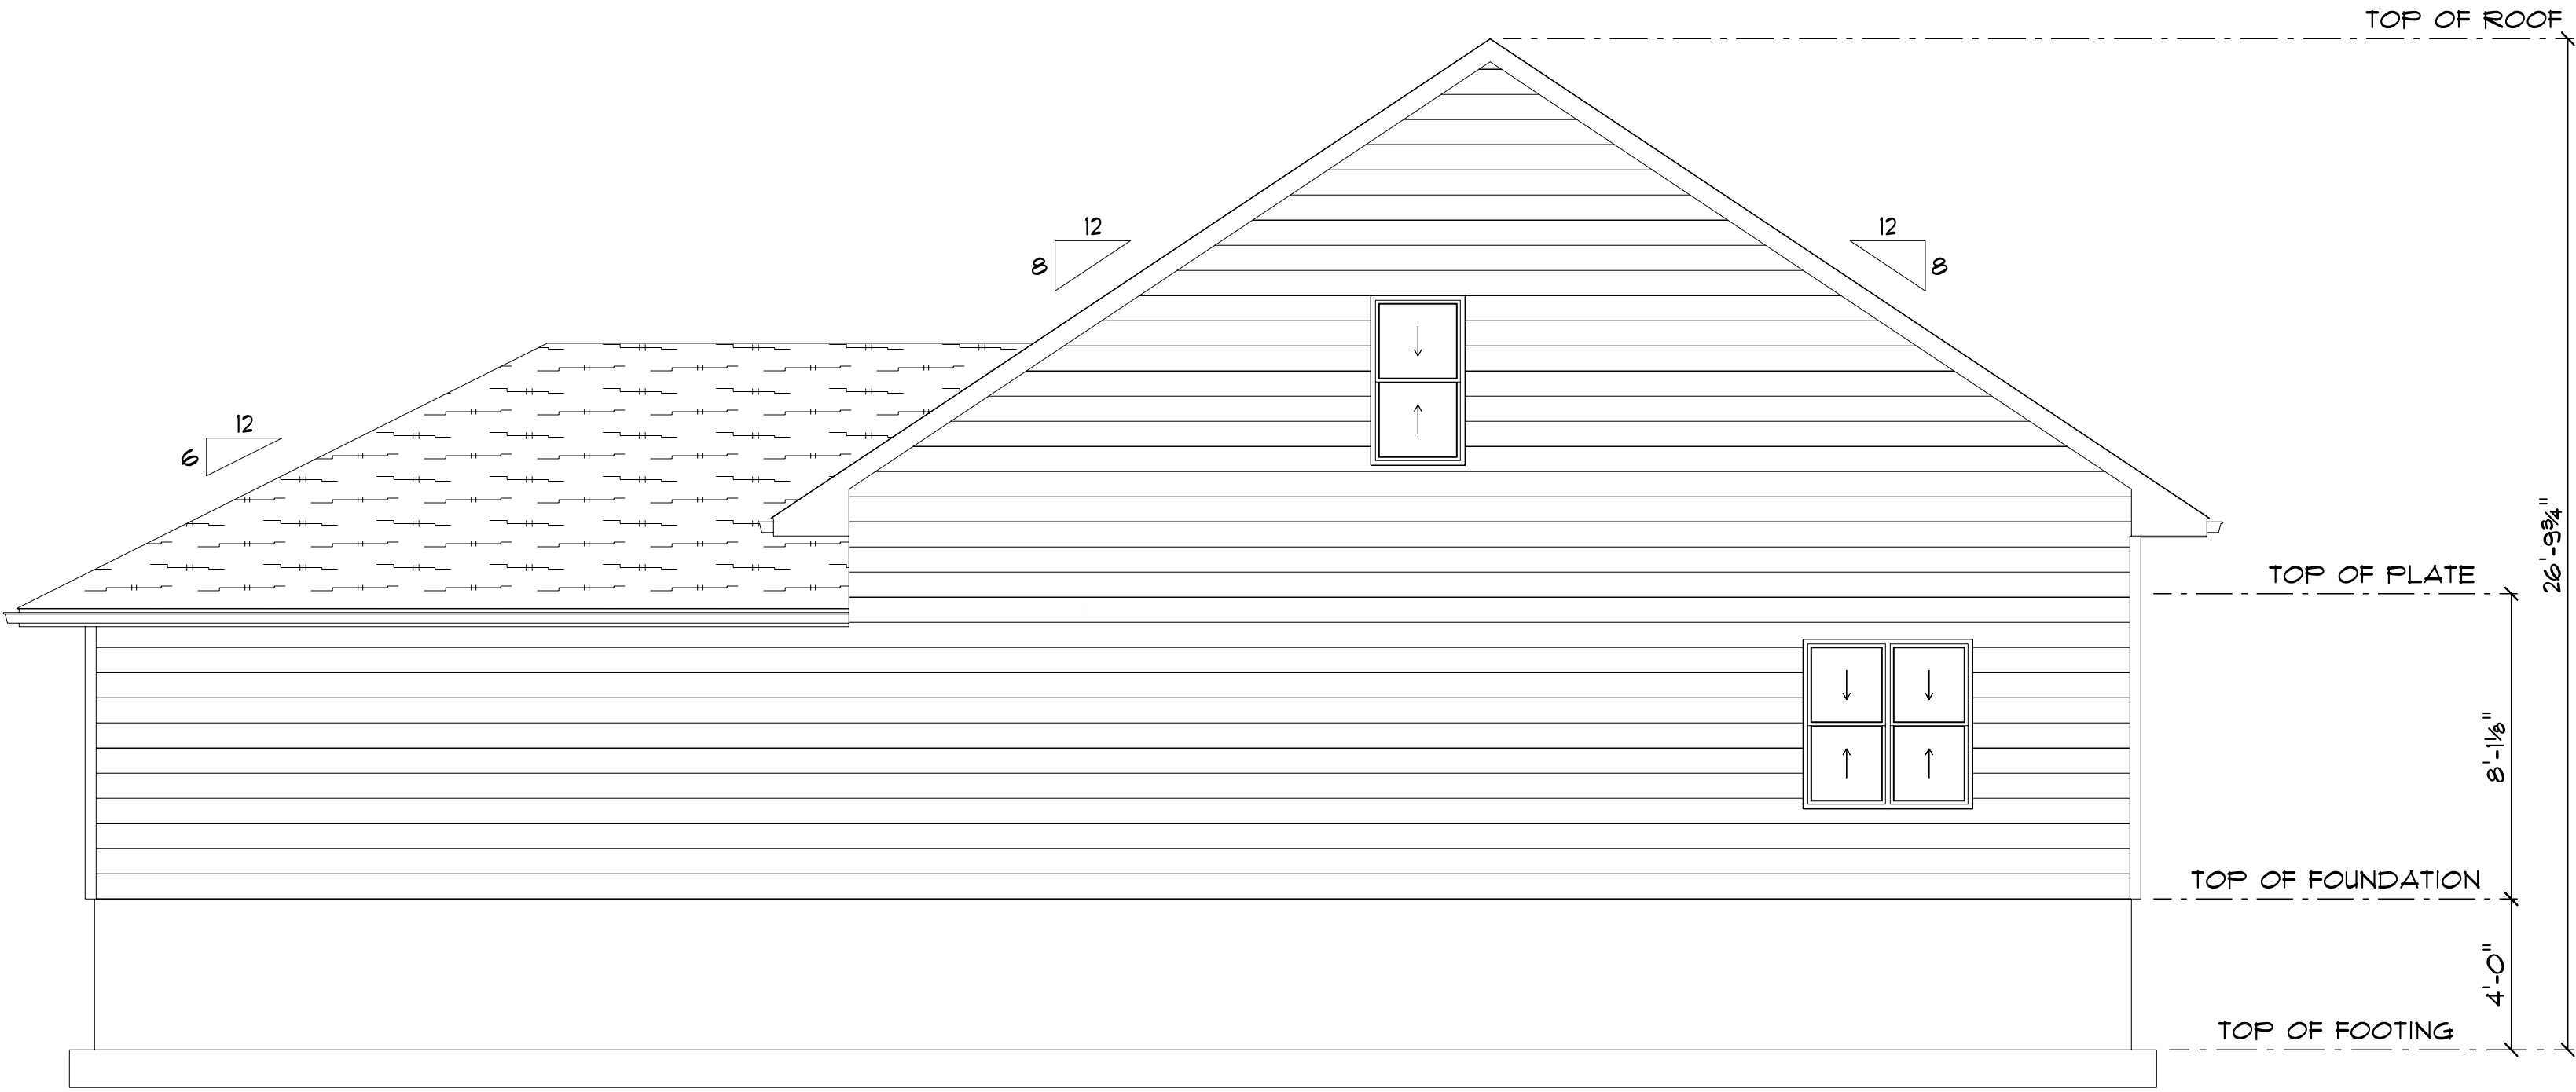 TOP OF ROOF
12
8
12
8
12
6
26'-9¾"
TOP OF PLATE
8'-1⅛"
TOP OF FOUNDATION
4'-0"
TOP OF FOOTING